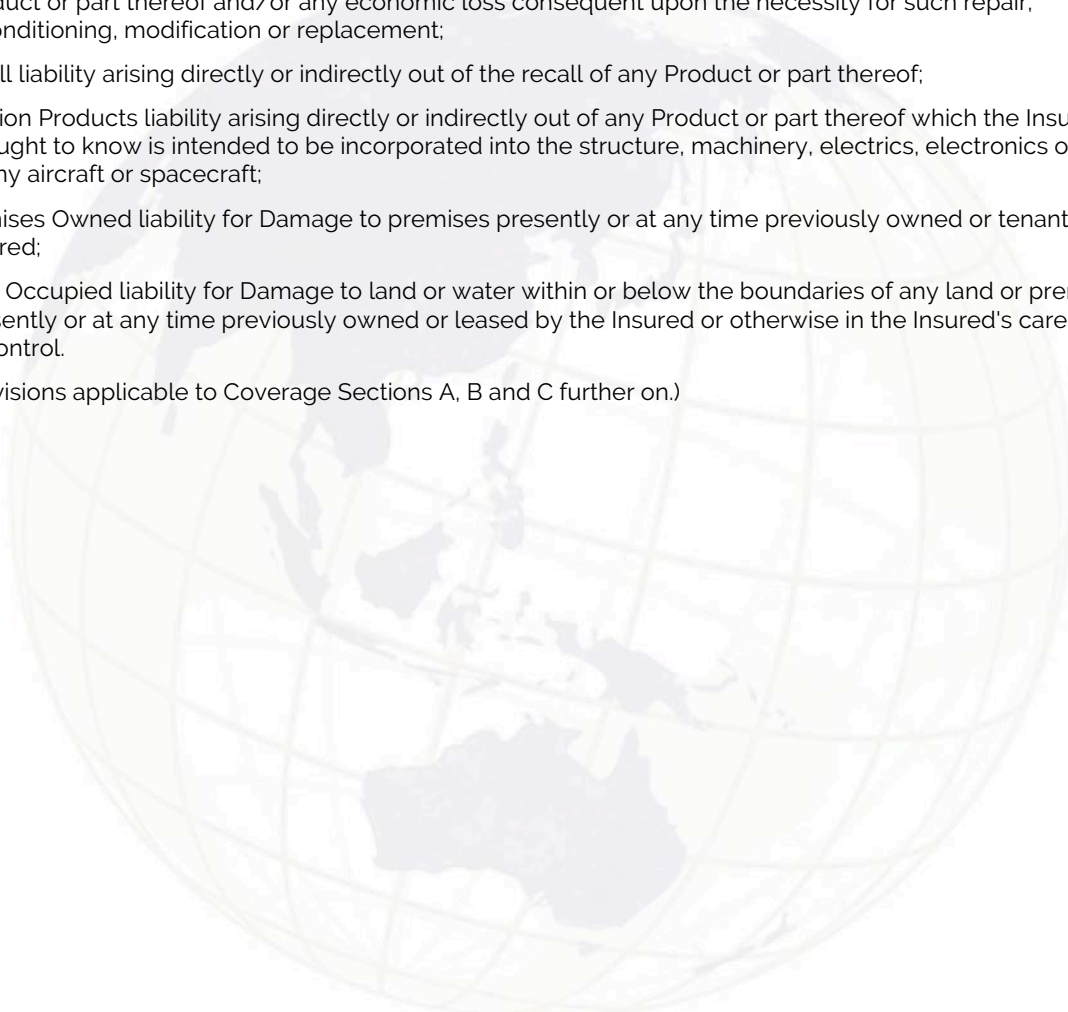 duct or part thereof and/or any economic loss consequent upon the necessity for such repair,
onditioning, modification or replacement;
ll liability arising directly or indirectly out of the recall of any Product or part thereof;
ion Products liability arising directly or indirectly out of any Product or part thereof which the Insu
ught to know is intended to be incorporated into the structure, machinery, electrics, electronics o
ny aircraft or spacecraft;
ises Owned liability for Damage to premises presently or at any time previously owned or tenant
red;
Occupied liability for Damage to land or water within or below the boundaries of any land or pre
sently or at any time previously owned or leased by the Insured or otherwise in the Insured's care
ontrol.
visions applicable to Coverage Sections A, B and C further on.)